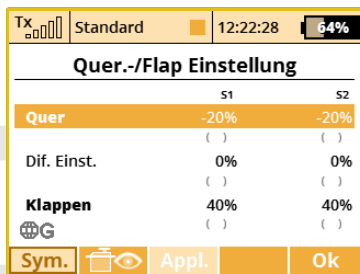 Tx Standard 12:22:28 64%
Quer.-/Flap Einstellung
S1 S2
Quer -20% -20%
( ) ( )
Dif. Einst. 0% 0%
( ) ( )
Klappen 40% 40%
G ( ) ( )
Sym. Appl. Ok